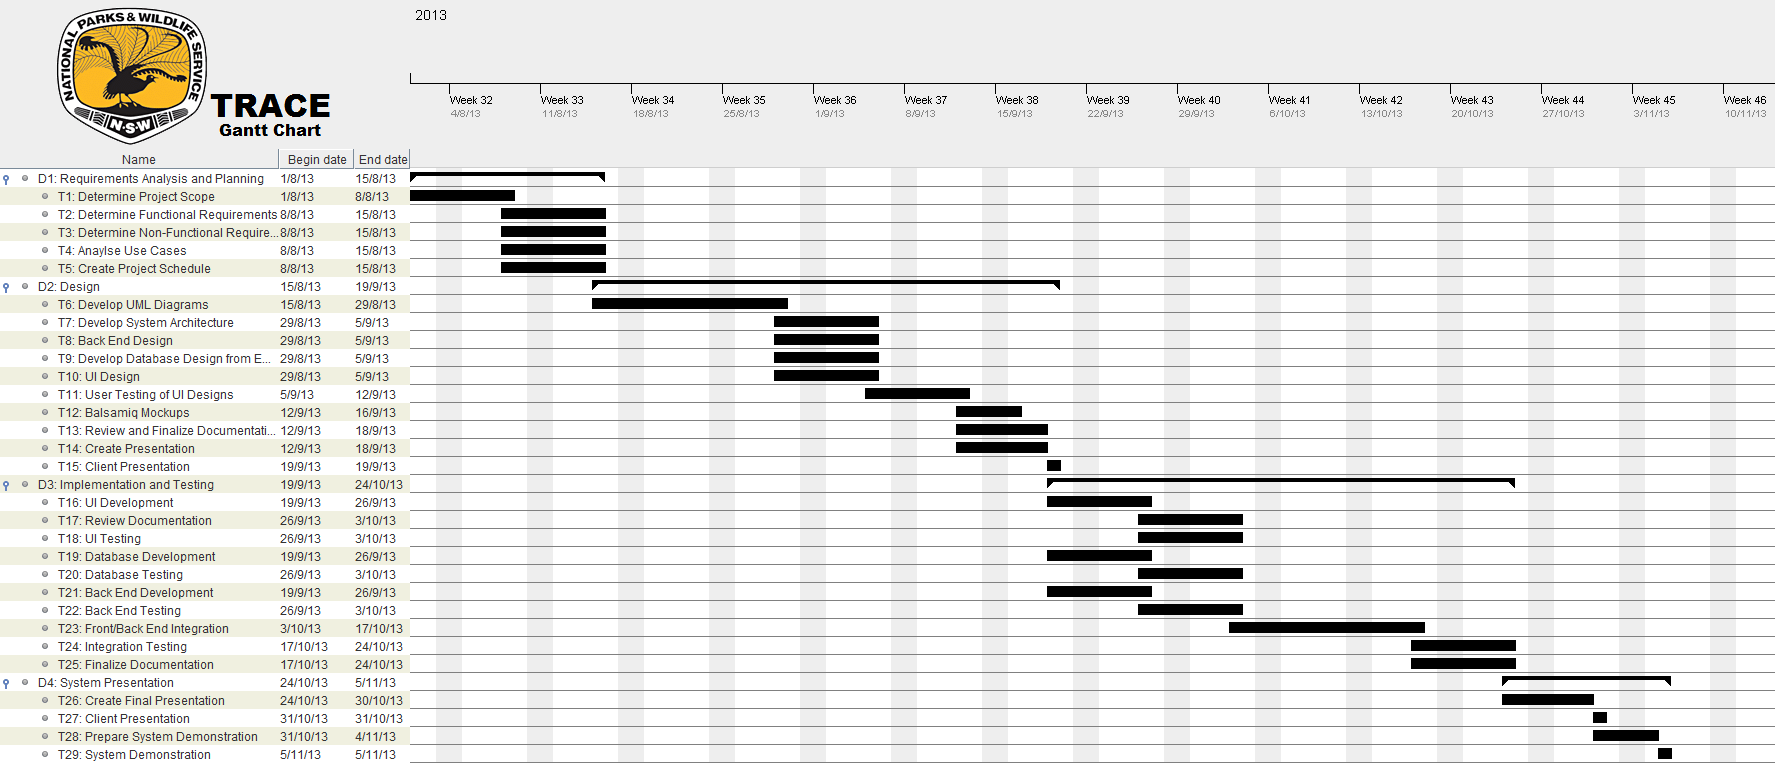 NATIONAL PARKS & WILDLIFE SERVICE
N·S·W
TRACE
Gantt Chart
2013
Week 32 Week 33 Week 34 Week 35 Week 36 Week 37 Week 38 Week 39 Week 40 Week 41 Week 42 Week 43 Week 44 Week 45 Week 46
4/8/13 11/8/13 18/8/13 25/8/13 1/9/13 8/9/13 15/9/13 22/9/13 29/9/13 6/10/13 13/10/13 20/10/13 27/10/13 3/11/13 10/11/13
Name Begin date End date
D1: Requirements Analysis and Planning 1/8/13 15/8/13
T1: Determine Project Scope 1/8/13 8/8/13
T2: Determine Functional Requirements 8/8/13 15/8/13
T3: Determine Non-Functional Require... 8/8/13 15/8/13
T4: Anaylse Use Cases 8/8/13 15/8/13
T5: Create Project Schedule 8/8/13 15/8/13
D2: Design 15/8/13 19/9/13
T6: Develop UML Diagrams 15/8/13 29/8/13
T7: Develop System Architecture 29/8/13 5/9/13
T8: Back End Design 29/8/13 5/9/13
T9: Develop Database Design from E... 29/8/13 5/9/13
T10: UI Design 29/8/13 5/9/13
T11: User Testing of UI Designs 5/9/13 12/9/13
T12: Balsamiq Mockups 12/9/13 16/9/13
T13: Review and Finalize Documentati... 12/9/13 18/9/13
T14: Create Presentation 12/9/13 18/9/13
T15: Client Presentation 19/9/13 19/9/13
D3: Implementation and Testing 19/9/13 24/10/13
T16: UI Development 19/9/13 26/9/13
T17: Review Documentation 26/9/13 3/10/13
T18: UI Testing 26/9/13 3/10/13
T19: Database Development 19/9/13 26/9/13
T20: Database Testing 26/9/13 3/10/13
T21: Back End Development 19/9/13 26/9/13
T22: Back End Testing 26/9/13 3/10/13
T23: Front/Back End Integration 3/10/13 17/10/13
T24: Integration Testing 17/10/13 24/10/13
T25: Finalize Documentation 17/10/13 24/10/13
D4: System Presentation 24/10/13 5/11/13
T26: Create Final Presentation 24/10/13 30/10/13
T27: Client Presentation 31/10/13 31/10/13
T28: Prepare System Demonstration 31/10/13 4/11/13
T29: System Demonstration 5/11/13 5/11/13